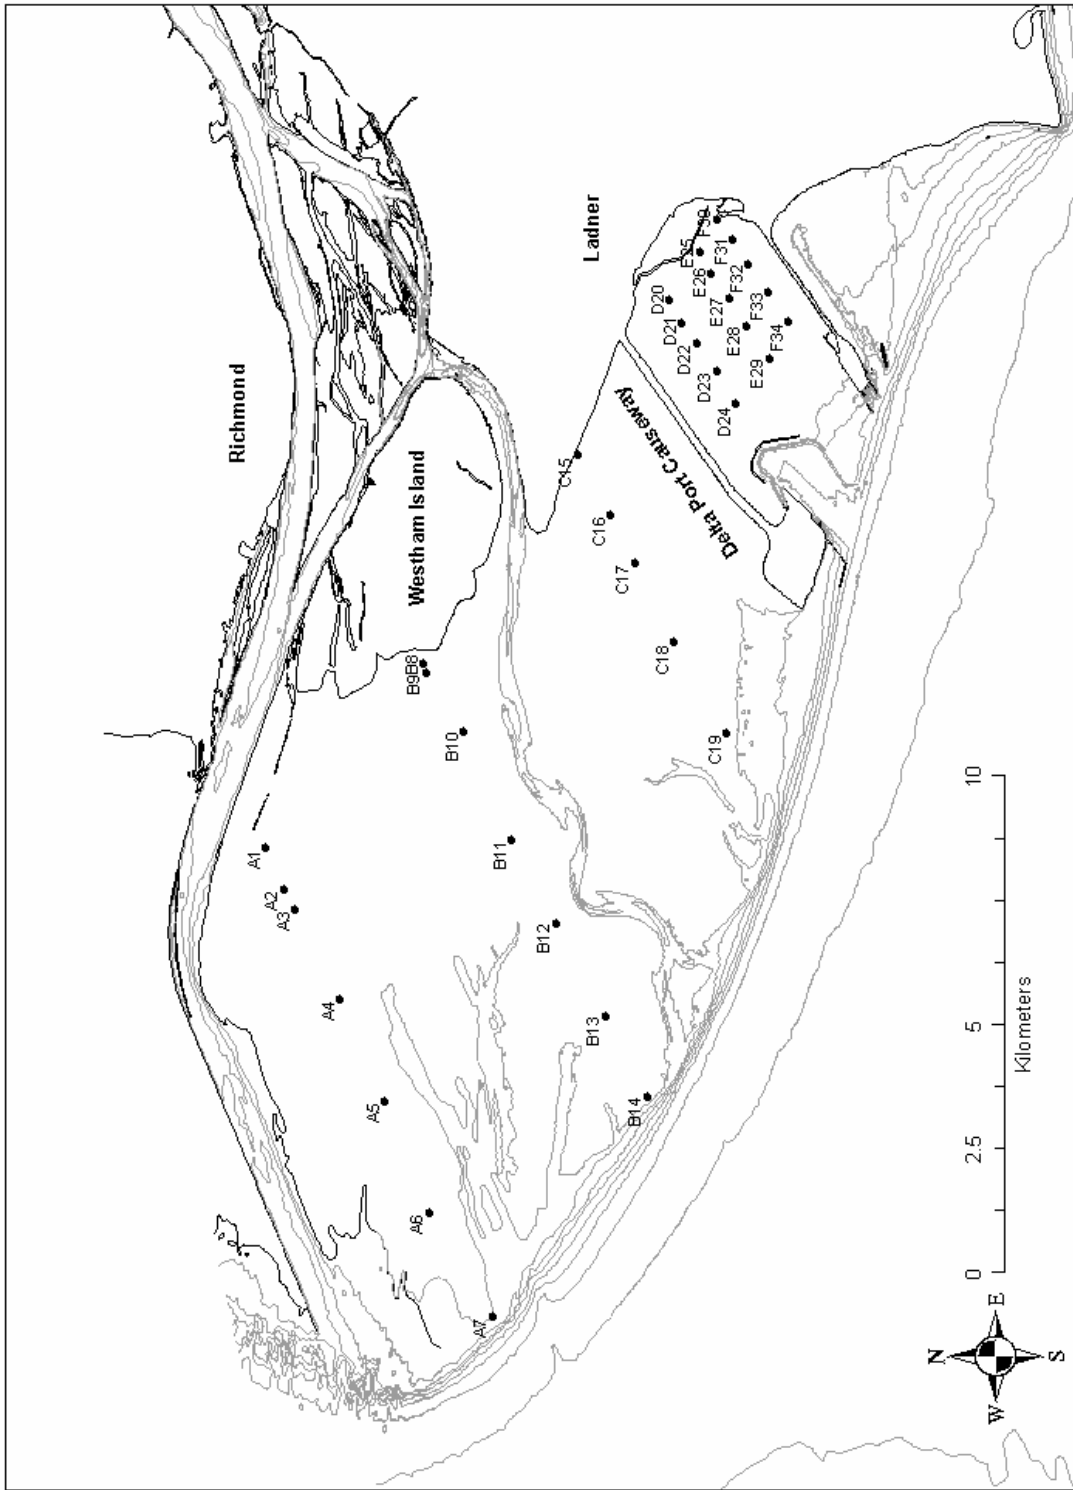 Richmond
Westham Island
Ladner
Delta Port Causeway
A1
A2
A3
A4
A5
A6
A7
B9B8
B10
B11
B12
B13
B14
C15
C16
C17
C18
C19
D20
D21
D22
D23
D24
E25
E26
E27
E28
E29
F30
F31
F32
F33
F34
0 2.5 5 10
Kilometers
N
W E
S